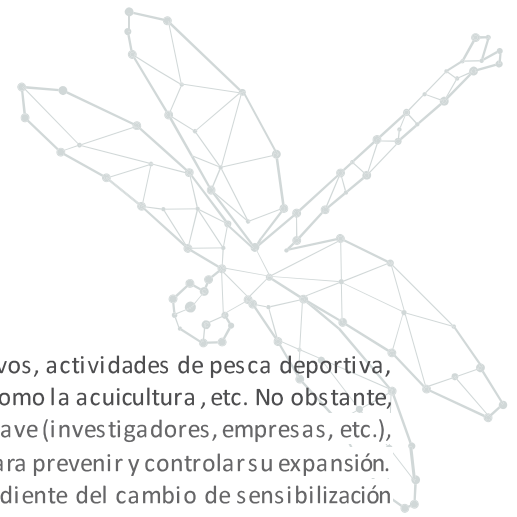 vos, actividades de pesca deportiva,
omo la acuicultura, etc. No obstante,
ave (investigadores, empresas, etc.),
ara prevenir y controlar su expansión.
diente del cambio de sensibilización